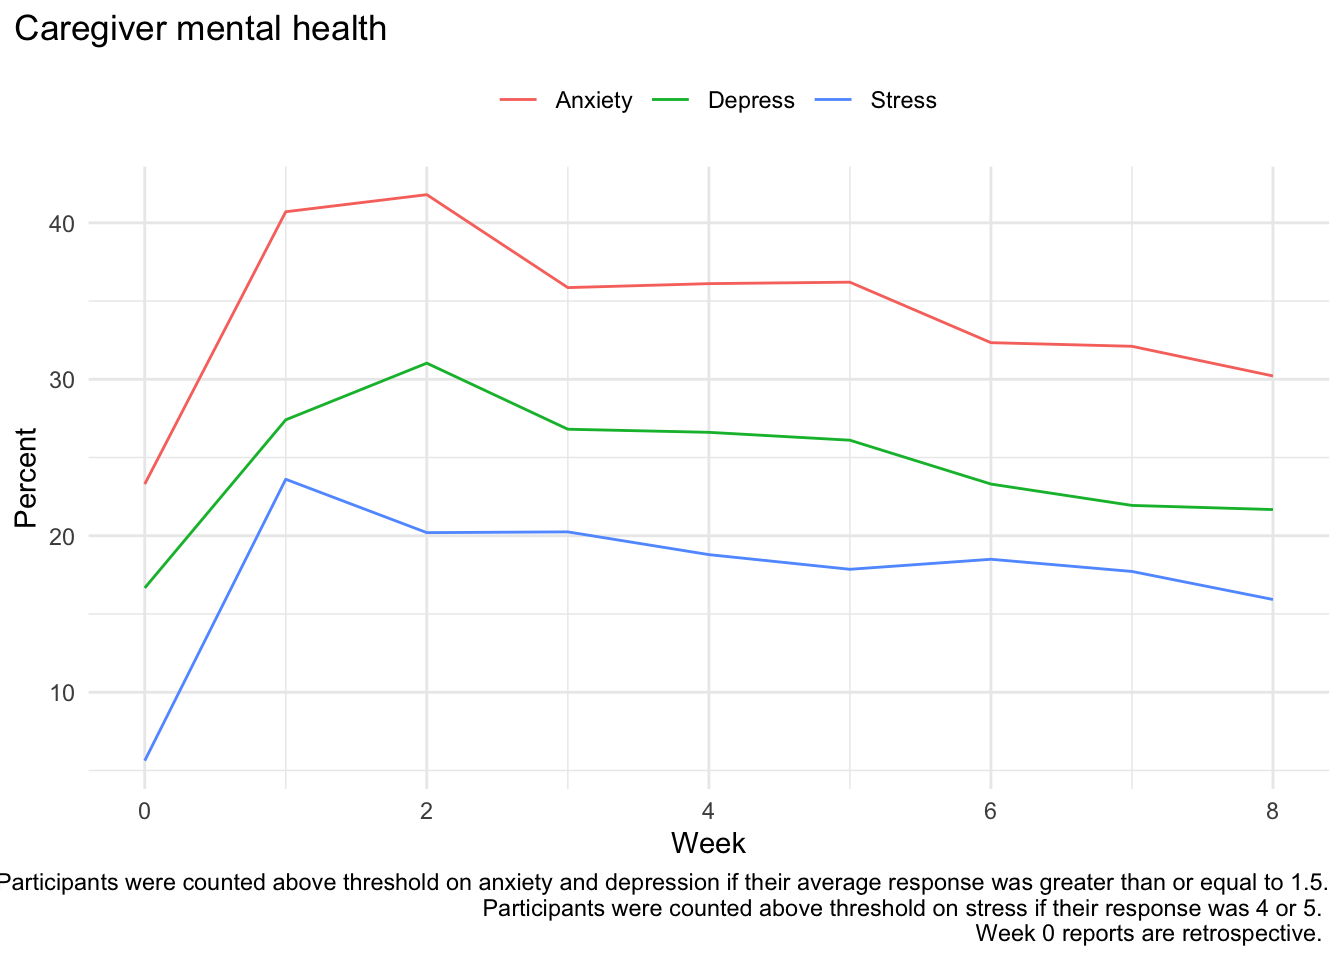 Caregiver mental health
Anxiety Depress Stress
40
30
20
10
Percent
0 2 4 6 8
Week
Participants were counted above threshold on anxiety and depression if their average response was greater than or equal to 1.5.
Participants were counted above threshold on stress if their response was 4 or 5.
Week 0 reports are retrospective.